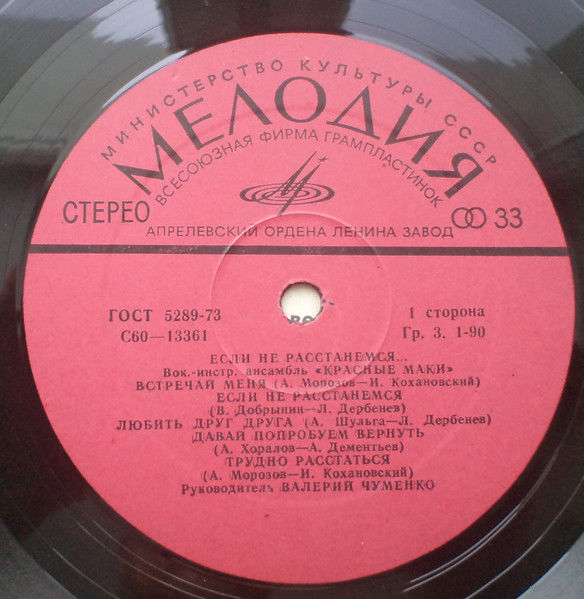 МИНИСТЕРСТВО КУЛЬТУРЫ СССР
МЕЛОДИЯ
ВСЕСОЮЗНАЯ ФИРМА ГРАМПЛАСТИНОК
СТЕРЕО
33
АПРЕЛЕВСКИЙ ОРДЕНА ЛЕНИНА ЗАВОД
ГОСТ 5289-73
1 сторона
С60—13361
Гр. 3. 1-90
ЕСЛИ НЕ РАССТАНЕМСЯ...
Вок.-инстр. ансамбль «КРАСНЫЕ МАКИ»
ВСТРЕЧАЙ МЕНЯ (А. Морозов—И. Кохановский)
ЕСЛИ НЕ РАССТАНЕМСЯ
(В. Добрынин—Л. Дербенев)
ЛЮБИТЬ ДРУГ ДРУГА (А. Шульга—Л. Дербенев)
ДАВАЙ ПОПРОБУЕМ ВЕРНУТЬ
(А. Хоралов—А. Дементьев)
ТРУДНО РАССТАТЬСЯ
(А. Морозов—И. Кохановский)
Руководитель ВАЛЕРИЙ ЧУМЕНКО